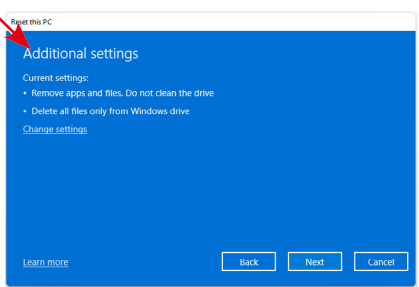 Reset this PC
Additional settings
Current settings:
• Remove apps and files. Do not clean the drive
• Delete all files only from Windows drive
Change settings
Learn more
Back Next Cancel